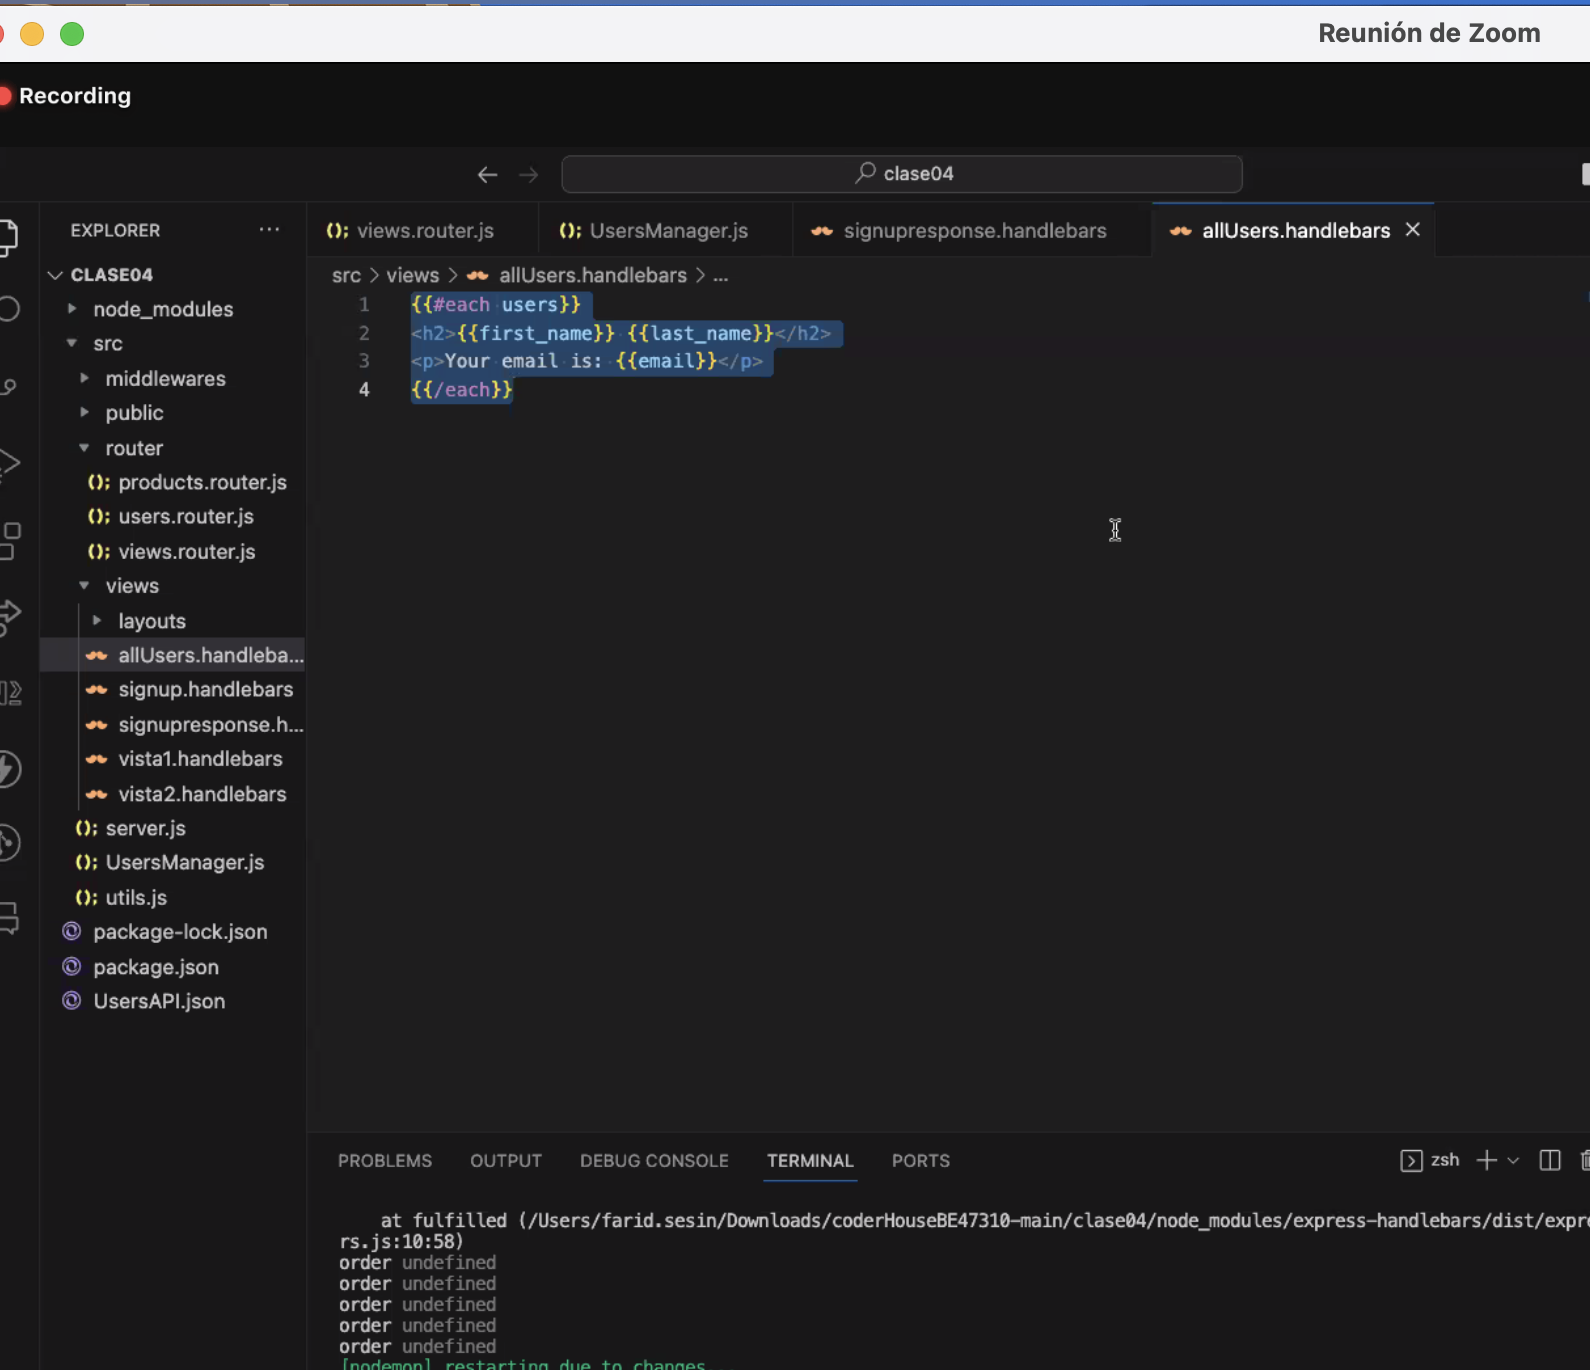 Reunión de Zoom
Recording
clase04
EXPLORER ...
views.router.js
UsersManager.js
signupresponse.handlebars
allUsers.handlebars
CLASE04
node_modules
src
middlewares
public
router
products.router.js
users.router.js
views.router.js
views
layouts
allUsers.handleba...
signup.handlebars
signupresponse.h...
vista1.handlebars
vista2.handlebars
server.js
UsersManager.js
utils.js
package-lock.json
package.json
UsersAPI.json
src > views > allUsers.handlebars > ...
1 {{#each users}}
2 <h2>{{first_name}} {{last_name}}</h2>
3 <p>Your email is: {{email}}</p>
4 {{/each}}
PROBLEMS OUTPUT DEBUG CONSOLE TERMINAL PORTS
zsh
at fulfilled (/Users/farid.sesin/Downloads/coderHouseBE47310-main/clase04/node_modules/express-handlebars/dist/expre
rs.js:10:58)
order undefined
order undefined
order undefined
order undefined
order undefined
[nodemon] restarting due to changes